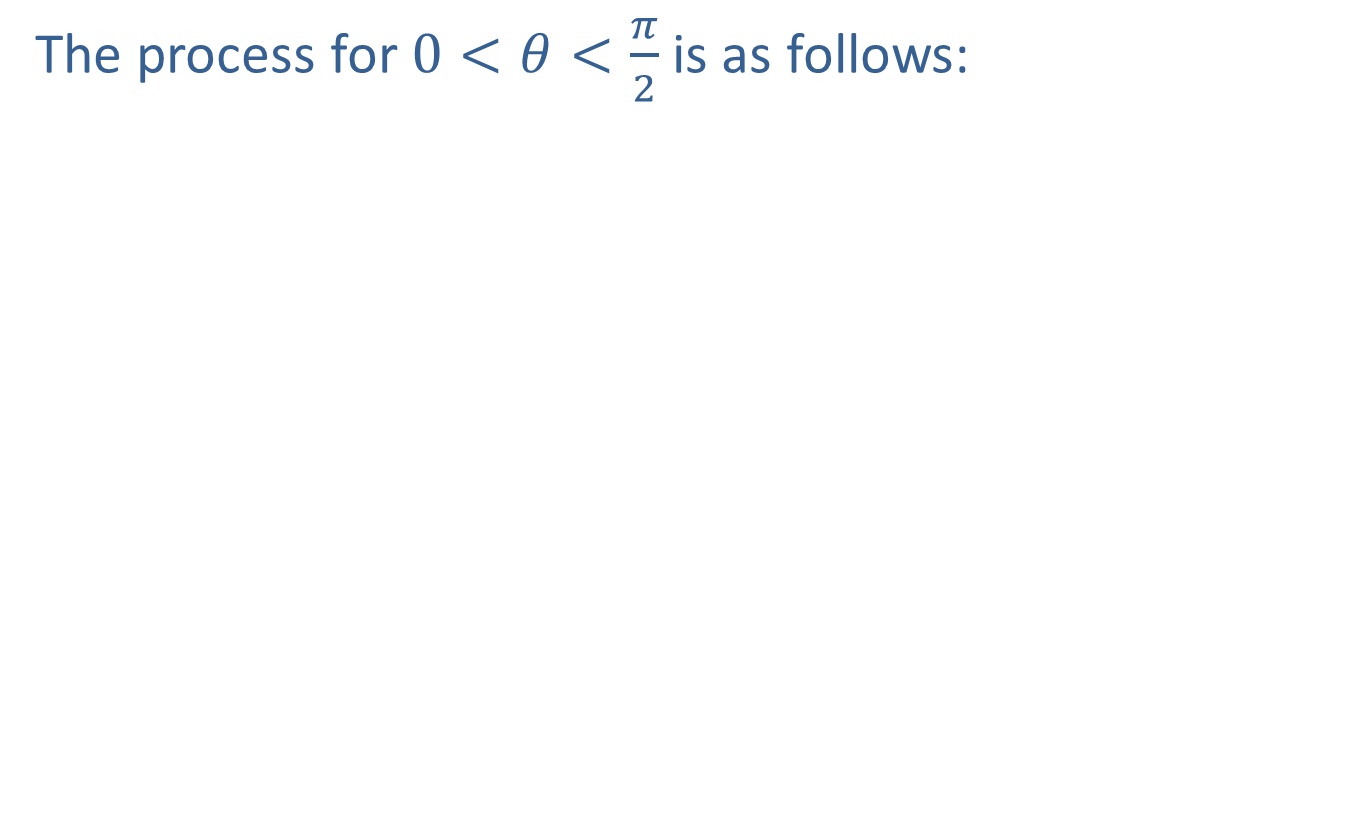 The process for 0 < θ < π/2 is as follows: